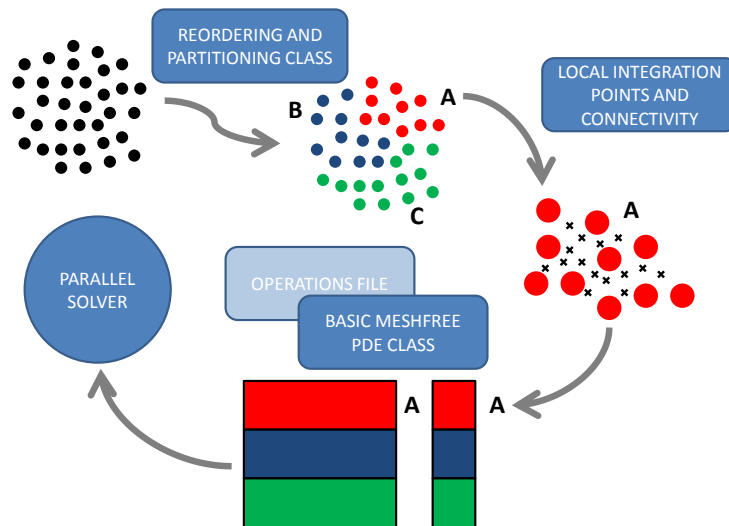 REORDERING AND
PARTITIONING CLASS
B
A
C
LOCAL INTEGRATION
POINTS AND
CONNECTIVITY
A
PARALLEL
SOLVER
OPERATIONS FILE
BASIC MESHFREE
PDE CLASS
A
A